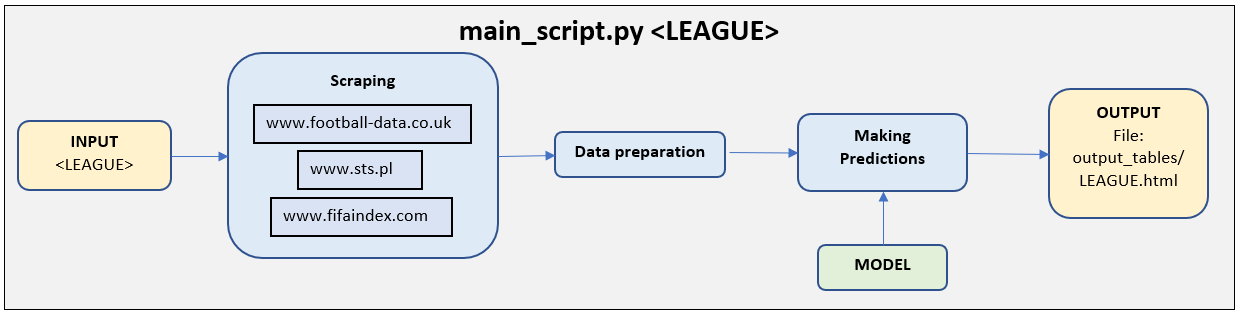 main_script.py <LEAGUE>
INPUT
<LEAGUE>
Scraping
www.football-data.co.uk
www.sts.pl
www.fifaindex.com
Data preparation
Making
Predictions
MODEL
OUTPUT
File:
output_tables/
LEAGUE.html